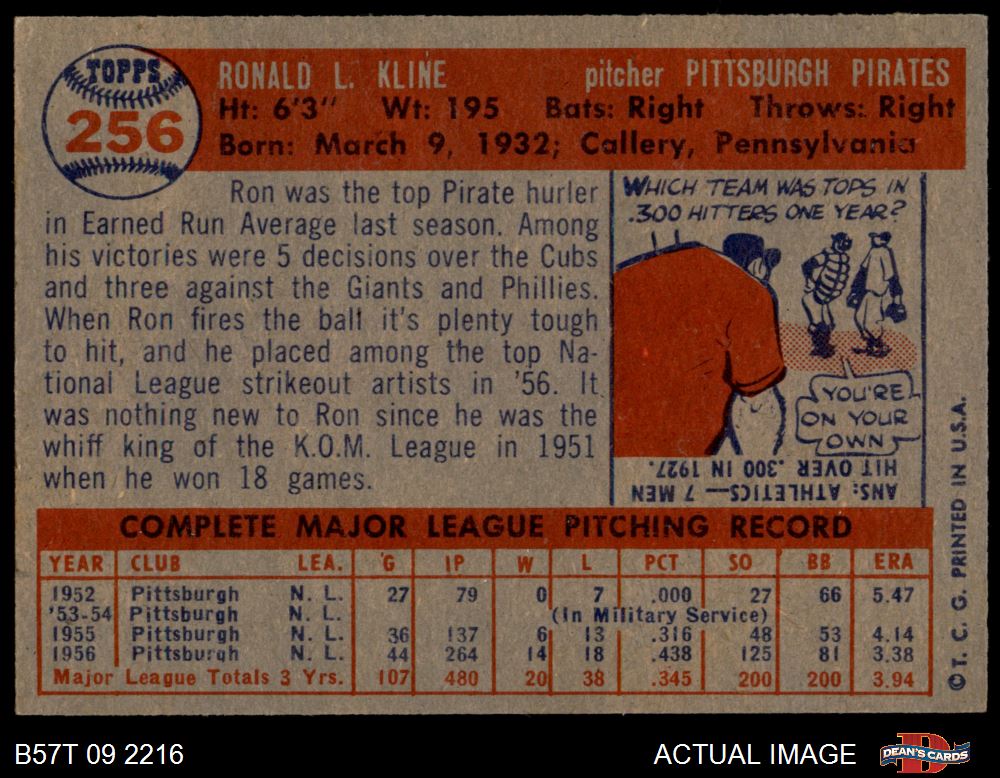 TOPPS
256
RONALD L. KLINE pitcher PITTSBURGH PIRATES
Ht: 6'3" Wt: 195 Bats: Right Throws: Right
Born: March 9, 1932; Callery, Pennsylvania
Ron was the top Pirate hurler
in Earned Run Average last season. Among
his victories were 5 decisions over the Cubs
and three against the Giants and Phillies.
When Ron fires the ball it's plenty tough
to hit, and he placed among the top Na-
tional League strikeout artists in '56. It
was nothing new to Ron since he was the
whiff king of the K.O.M. League in 1951
when he won 18 games.
WHICH TEAM WAS TOPS IN
.300 HITTERS ONE YEAR?
YOU'RE
ON YOUR
OWN
ANS: ATHLETICS—7 MEN
HIT OVER .300 IN 1927.
© T. C. G. PRINTED IN U.S.A.
COMPLETE MAJOR LEAGUE PITCHING RECORD
YEAR CLUB LEA. G IP W L PCT SO BB ERA
1952 Pittsburgh N. L. 27 79 0 7 .000 27 66 5.47
'53-54 Pittsburgh N. L. (In Military Service)
1955 Pittsburgh N. L. 36 137 6 13 .316 48 53 4.14
1956 Pittsburgh N. L. 44 264 14 18 .438 125 81 3.38
Major League Totals 3 Yrs. 107 480 20 38 .345 200 200 3.94
B57T 09 2216 ACTUAL IMAGE DEAN'S CARDS